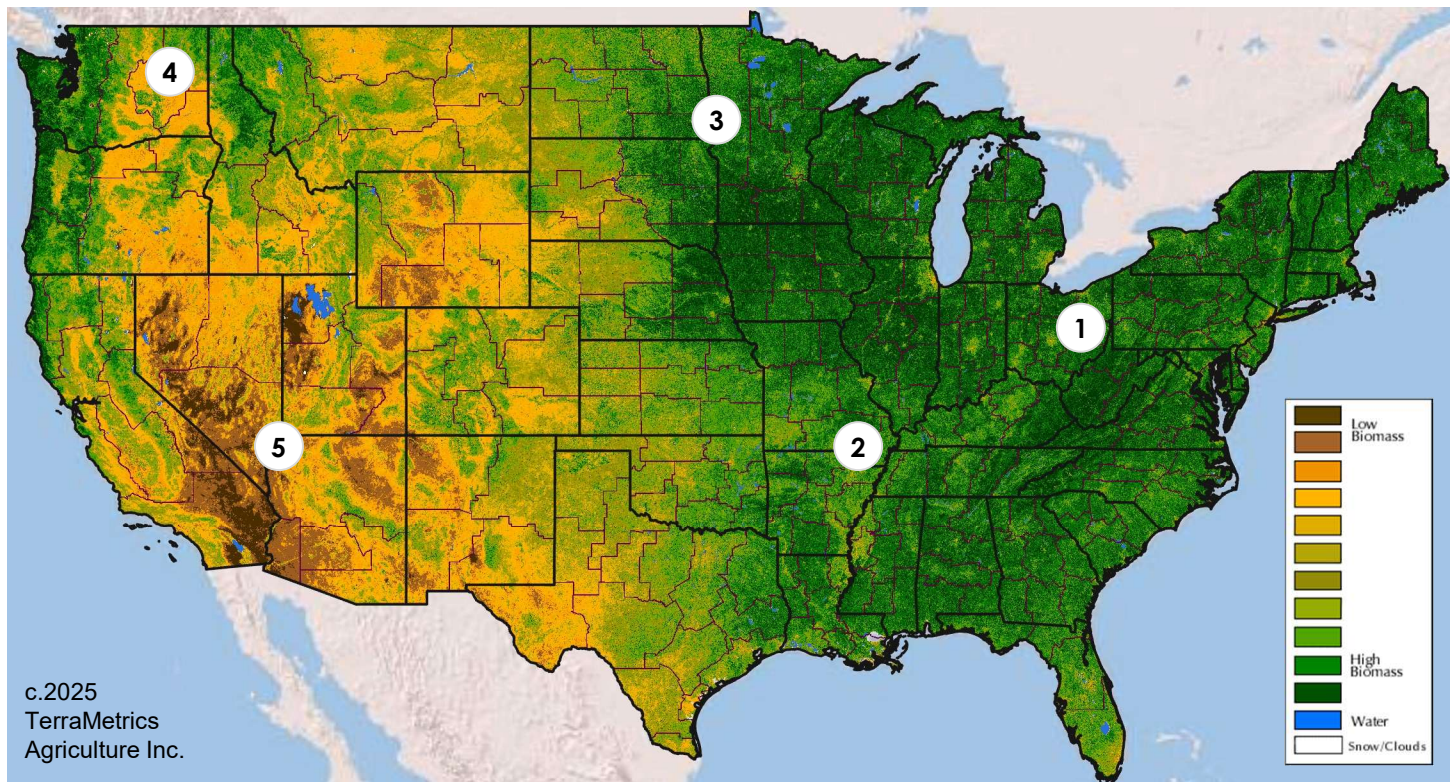 4
3
1
2
5
Low
Biomass
High
Biomass
Water
Snow/Clouds
c.2025
TerraMetrics
Agriculture Inc.